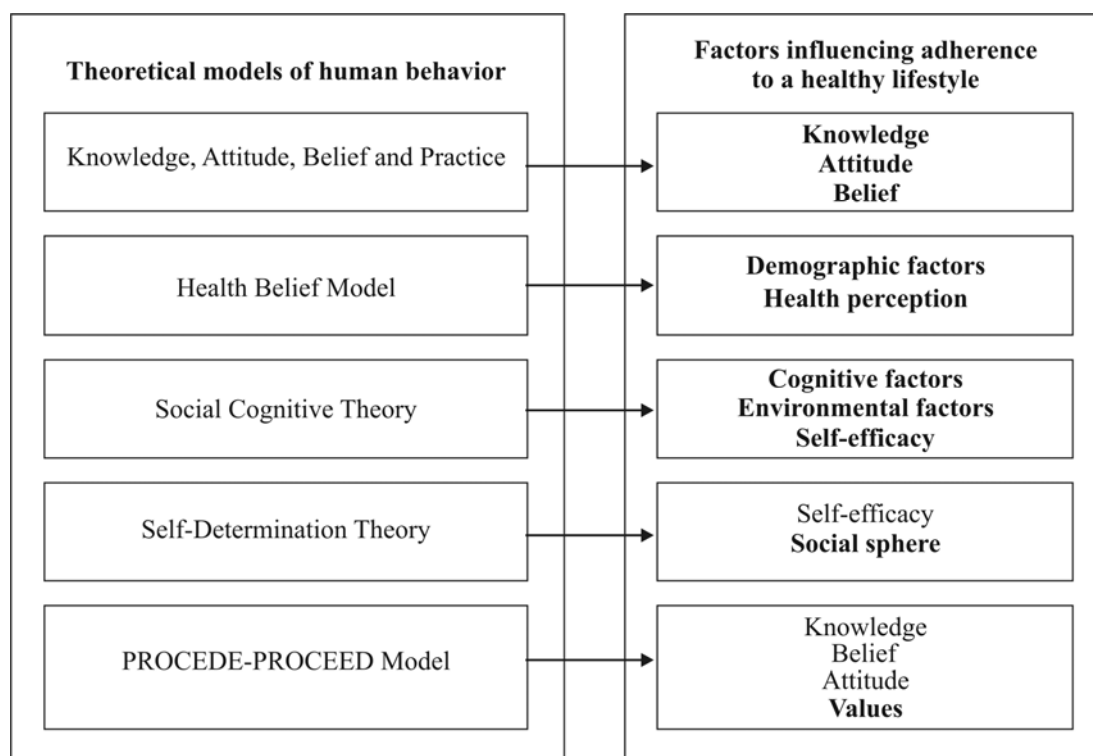 Theoretical models of human behavior
Knowledge, Attitude, Belief and Practice
Health Belief Model
Social Cognitive Theory
Self-Determination Theory
PROCEDE-PROCEED Model
Factors influencing adherence
to a healthy lifestyle
Knowledge
Attitude
Belief
Demographic factors
Health perception
Cognitive factors
Environmental factors
Self-efficacy
Self-efficacy
Social sphere
Knowledge
Belief
Attitude
Values